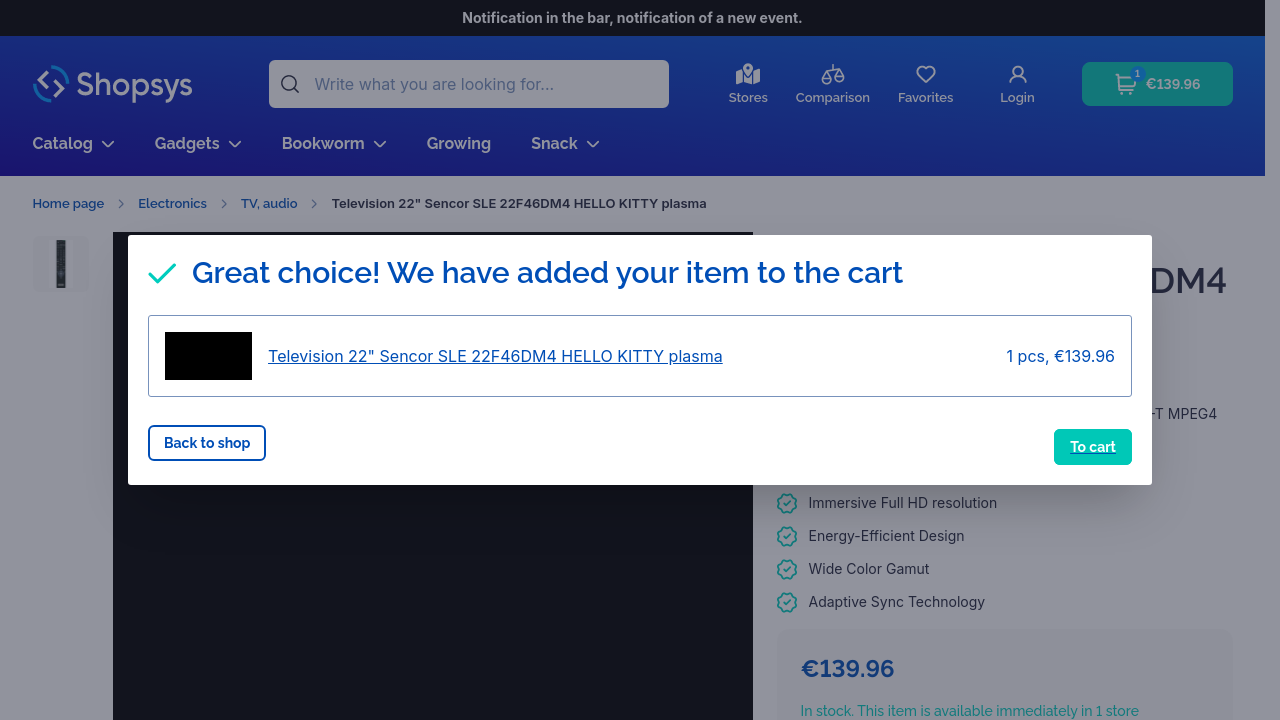 Notification in the bar, notification of a new event.
Shopsys
Write what you are looking for...
Stores
Comparison
Favorites
Login
1
€139.96
Catalog
Gadgets
Bookworm
Growing
Snack
Home page
Electronics
TV, audio
Television 22" Sencor SLE 22F46DM4 HELLO KITTY plasma
DM4
Great choice! We have added your item to the cart
Television 22" Sencor SLE 22F46DM4 HELLO KITTY plasma
1 pcs, €139.96
-T MPEG4
Back to shop
To cart
Immersive Full HD resolution
Energy-Efficient Design
Wide Color Gamut
Adaptive Sync Technology
€139.96
In stock. This item is available immediately in 1 store